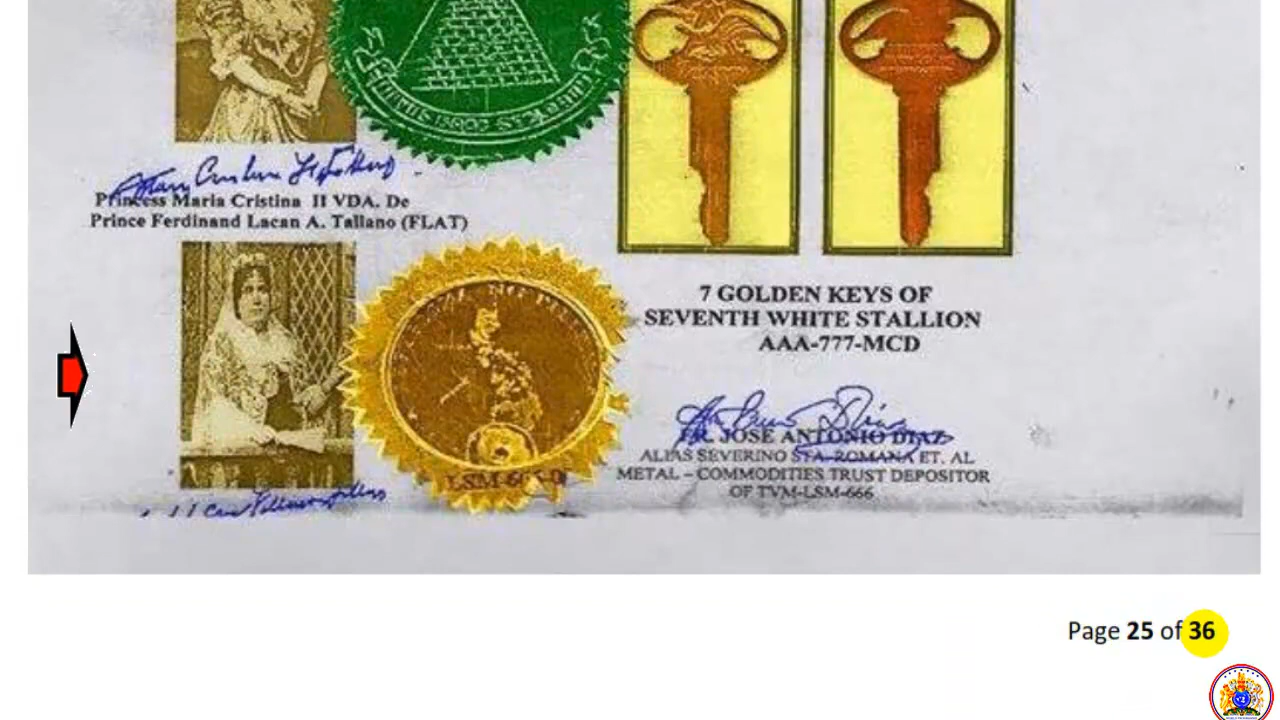 Princess Maria Cristina II VDA. De
Prince Ferdinand Lacan A. Tallano (FLAT)
7 GOLDEN KEYS OF
SEVENTH WHITE STALLION
AAA-777-MCD
DR. JOSE ANTONIO DIAZ
ALIAS SEVERINO STA. ROMANA ET. AL
METAL – COMMODITIES TRUST DEPOSITOR
OF TVM-LSM-666
Page 25 of 36